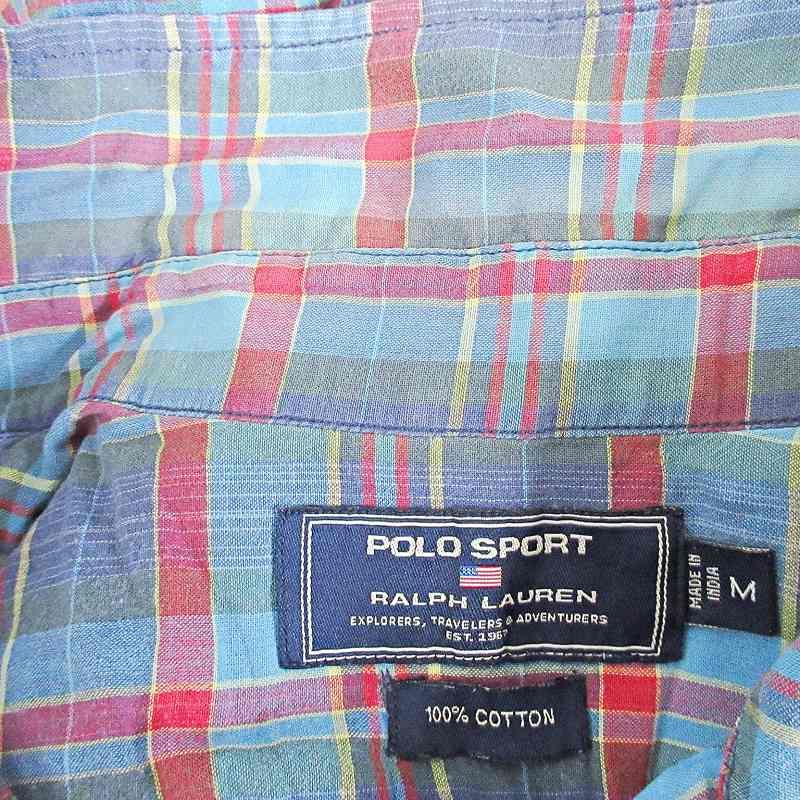 POLO SPORT
RALPH LAUREN
EXPLORERS, TRAVELERS & ADVENTURERS
EST. 1967
MADE IN
INDIA
M
100% COTTON